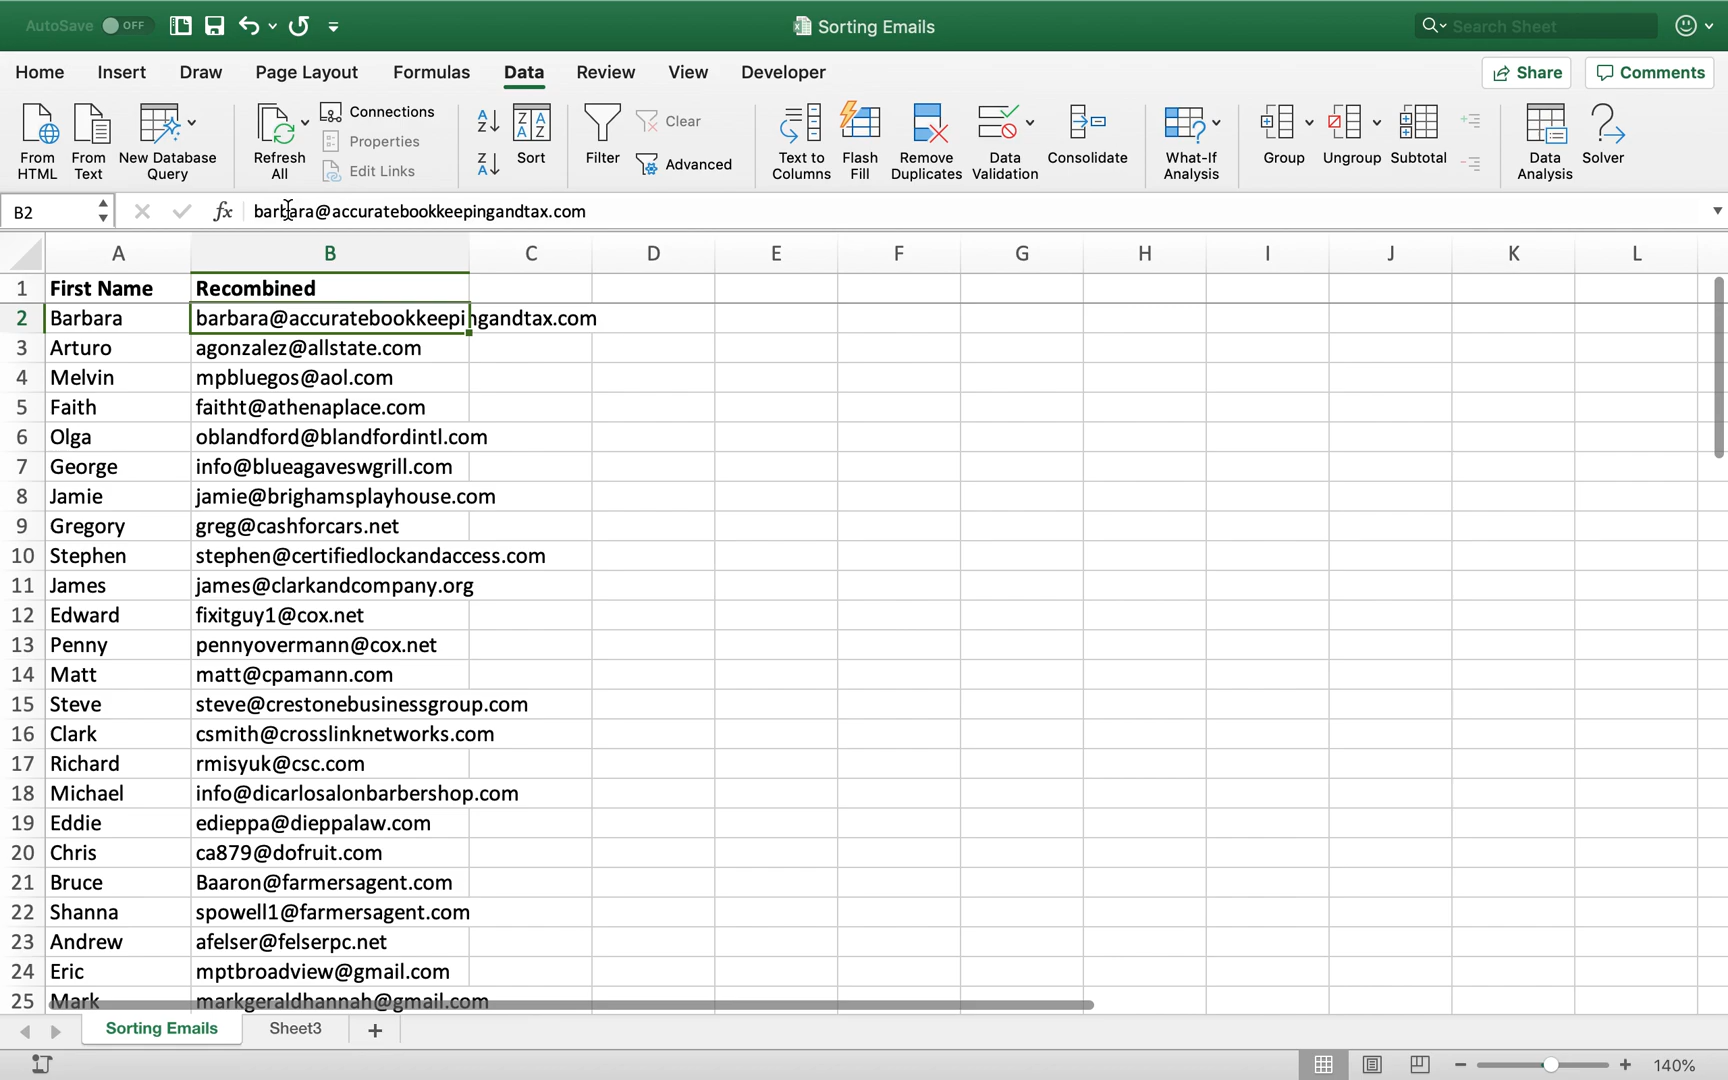 AutoSave OFF
Sorting Emails
Search Sheet
Home Insert Draw Page Layout Formulas Data Review View Developer
Share Comments
From HTML
From Text
New Database Query
Refresh All
Connections
Properties
Edit Links
Sort
Filter
Clear
Advanced
Text to Columns
Flash Fill
Remove Duplicates
Data Validation
Consolidate
What-If Analysis
Group
Ungroup
Subtotal
Data Analysis
Solver
B2 fx barbara@accuratebookkeepingandtax.com
A B C D E F G H I J K L
1 First Name Recombined
2 Barbara barbara@accuratebookkeepingandtax.com
3 Arturo agonzalez@allstate.com
4 Melvin mpbluegos@aol.com
5 Faith faitht@athenaplace.com
6 Olga oblandford@blandfordintl.com
7 George info@blueagaveswgrill.com
8 Jamie jamie@brighamsplayhouse.com
9 Gregory greg@cashforcars.net
10 Stephen stephen@certifiedlockandaccess.com
11 James james@clarkandcompany.org
12 Edward fixitguy1@cox.net
13 Penny pennyovermann@cox.net
14 Matt matt@cpamann.com
15 Steve steve@crestonebusinessgroup.com
16 Clark csmith@crosslinknetworks.com
17 Richard rmisyuk@csc.com
18 Michael info@dicarlosalonbarbershop.com
19 Eddie edieppa@dieppalaw.com
20 Chris ca879@dofruit.com
21 Bruce Baaron@farmersagent.com
22 Shanna spowell1@farmersagent.com
23 Andrew afelser@felserpc.net
24 Eric mptbroadview@gmail.com
25 Mark markgeraldhannah@gmail.com
Sorting Emails Sheet3
140%